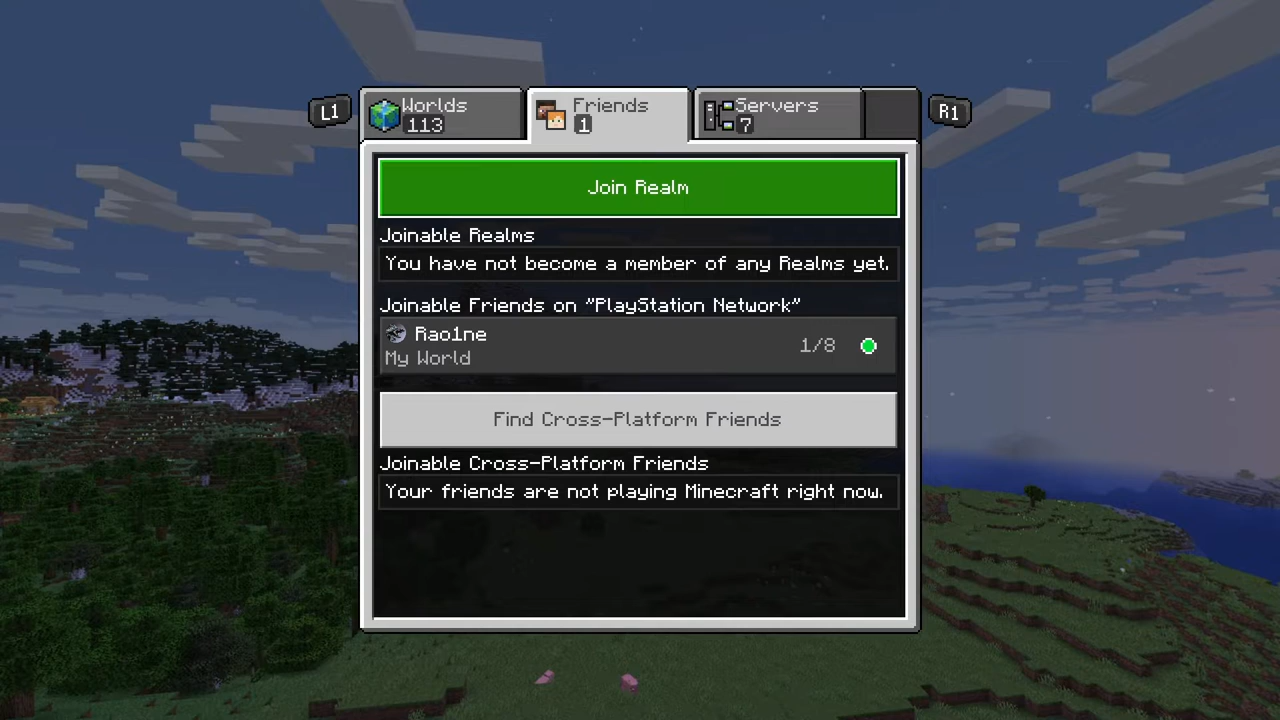 L1
Worlds
113
Friends
1
Servers
7
R1
Join Realm
Joinable Realms
You have not become a member of any Realms yet.
Joinable Friends on "PlayStation Network"
Rao1ne
My World
1/8
Find Cross-Platform Friends
Joinable Cross-Platform Friends
Your friends are not playing Minecraft right now.